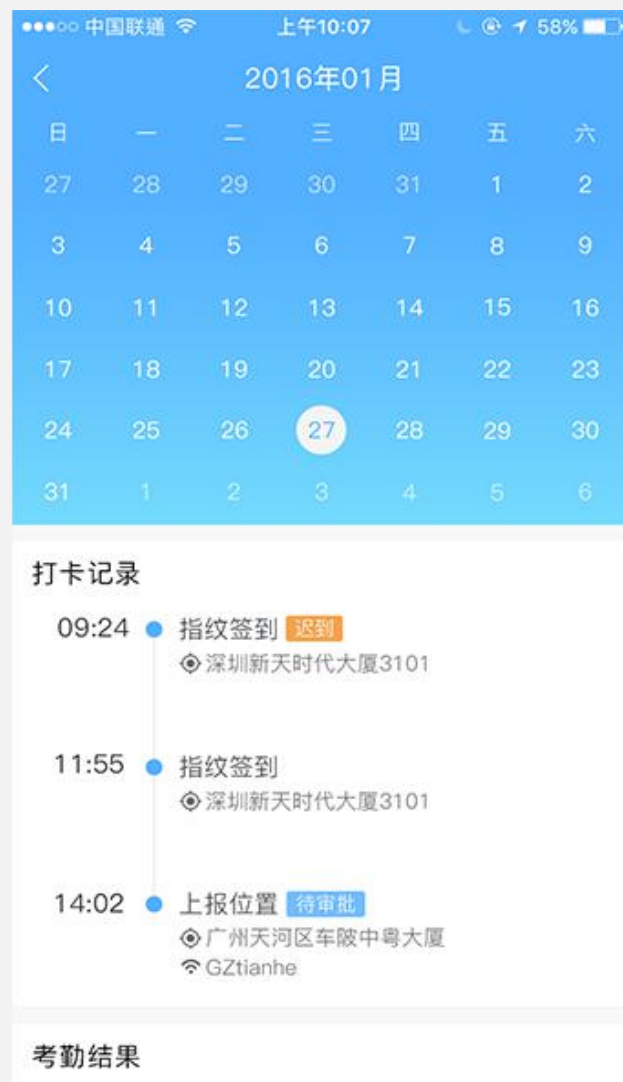 中国联通 上午10:07 58%
2016年01月
日 一 二 三 四 五 六
27 28 29 30 31 1 2
3 4 5 6 7 8 9
10 11 12 13 14 15 16
17 18 19 20 21 22 23
24 25 26 27 28 29 30
31 1 2 3 4 5 6
打卡记录
09:24 指纹签到 迟到
深圳新天时代大厦3101
11:55 指纹签到
深圳新天时代大厦3101
14:02 上报位置 待审批
广州天河区车陂中粤大厦
GZtianhe
考勤结果